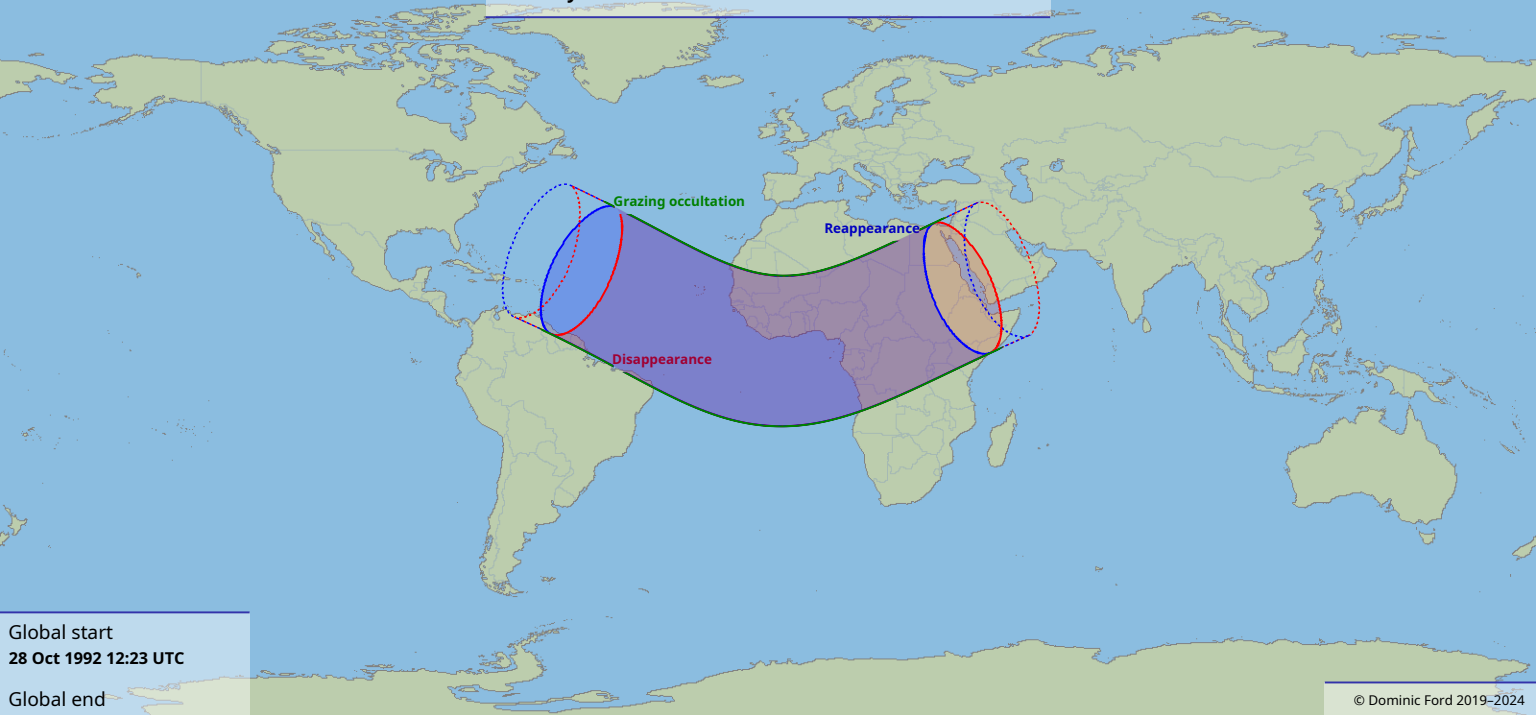 Grazing occultation
Reappearance
Disappearance
Global start
28 Oct 1992 12:23 UTC
Global end
© Dominic Ford 2019–2024